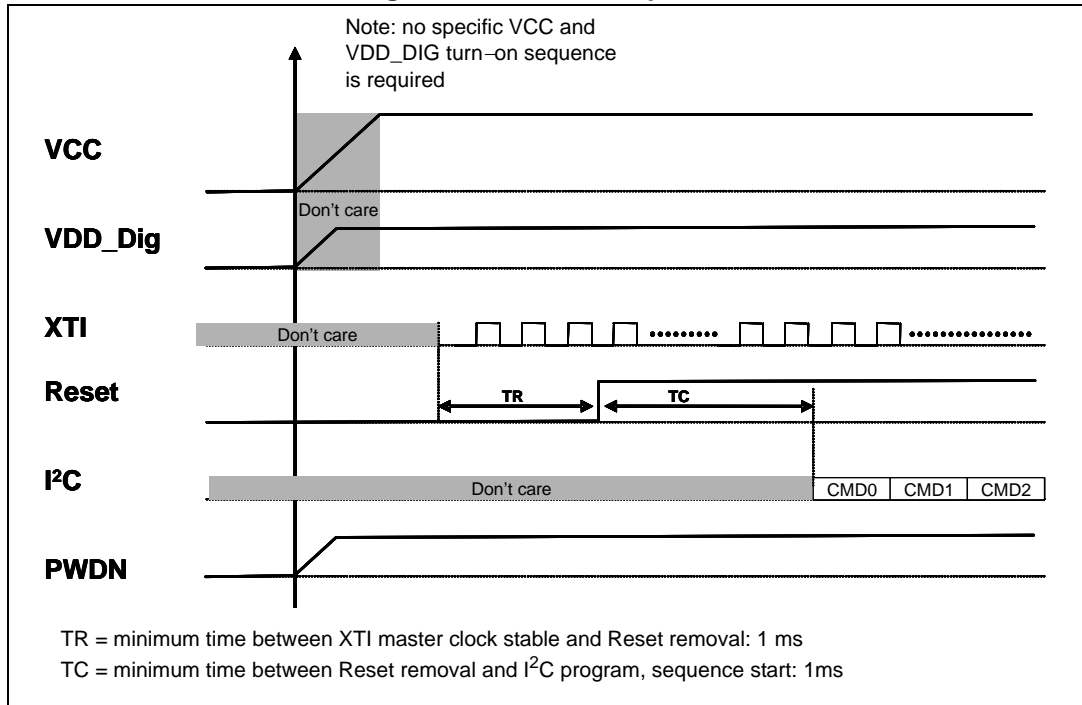 Note: no specific VCC and
VDD_DIG turn–on sequence
is required
VCC
Don't care
VDD_Dig
XTI
Don't care
Reset
TR
TC
I²C
Don't care
CMD0
CMD1
CMD2
PWDN
TR = minimum time between XTI master clock stable and Reset removal: 1 ms
TC = minimum time between Reset removal and I²C program, sequence start: 1ms